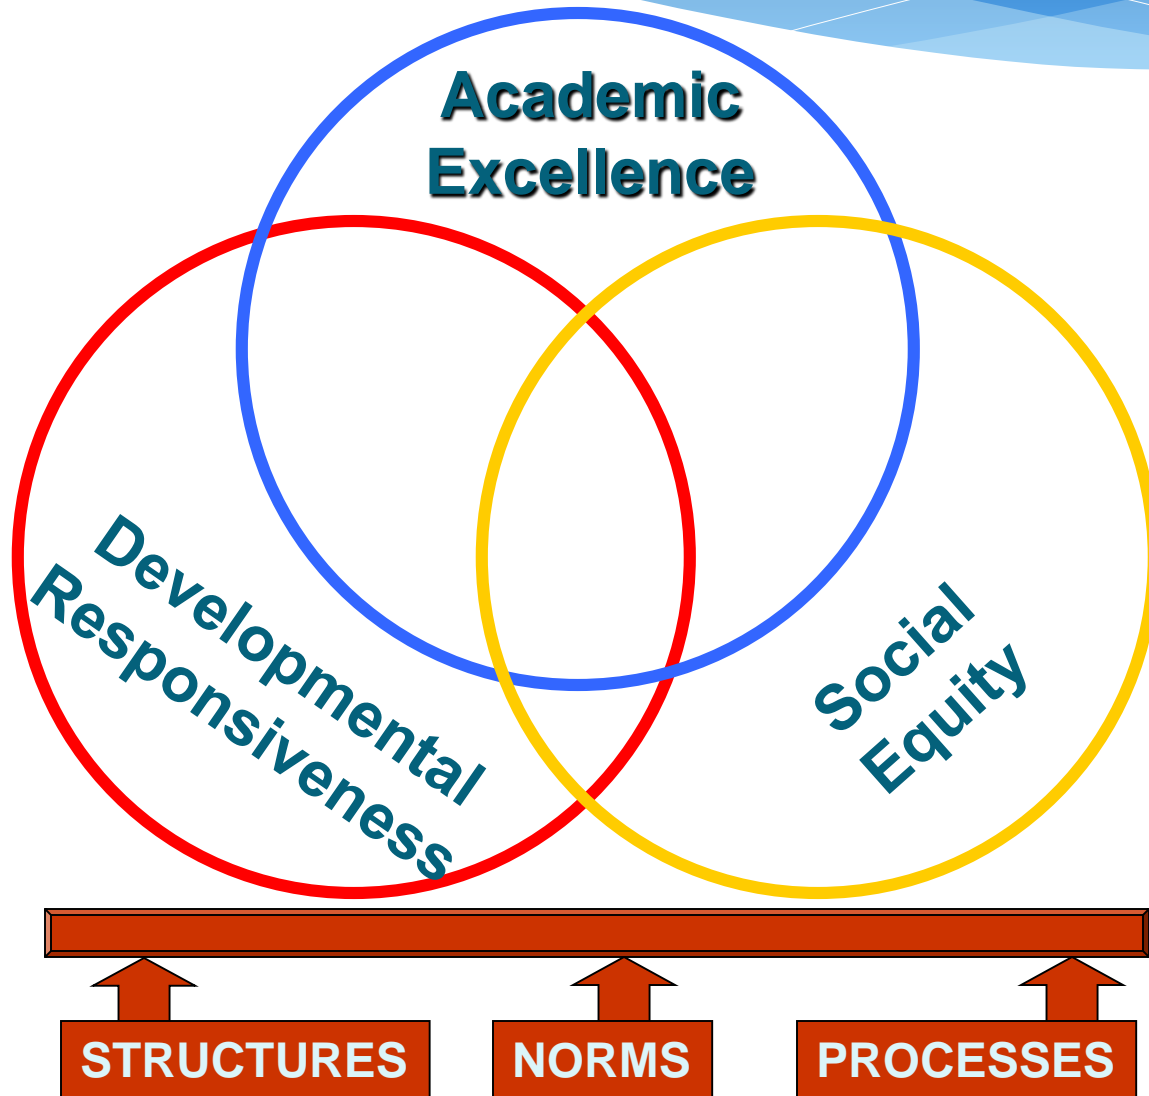 Academic
Excellence
Developmental
Responsiveness
Social
Equity
STRUCTURES
NORMS
PROCESSES